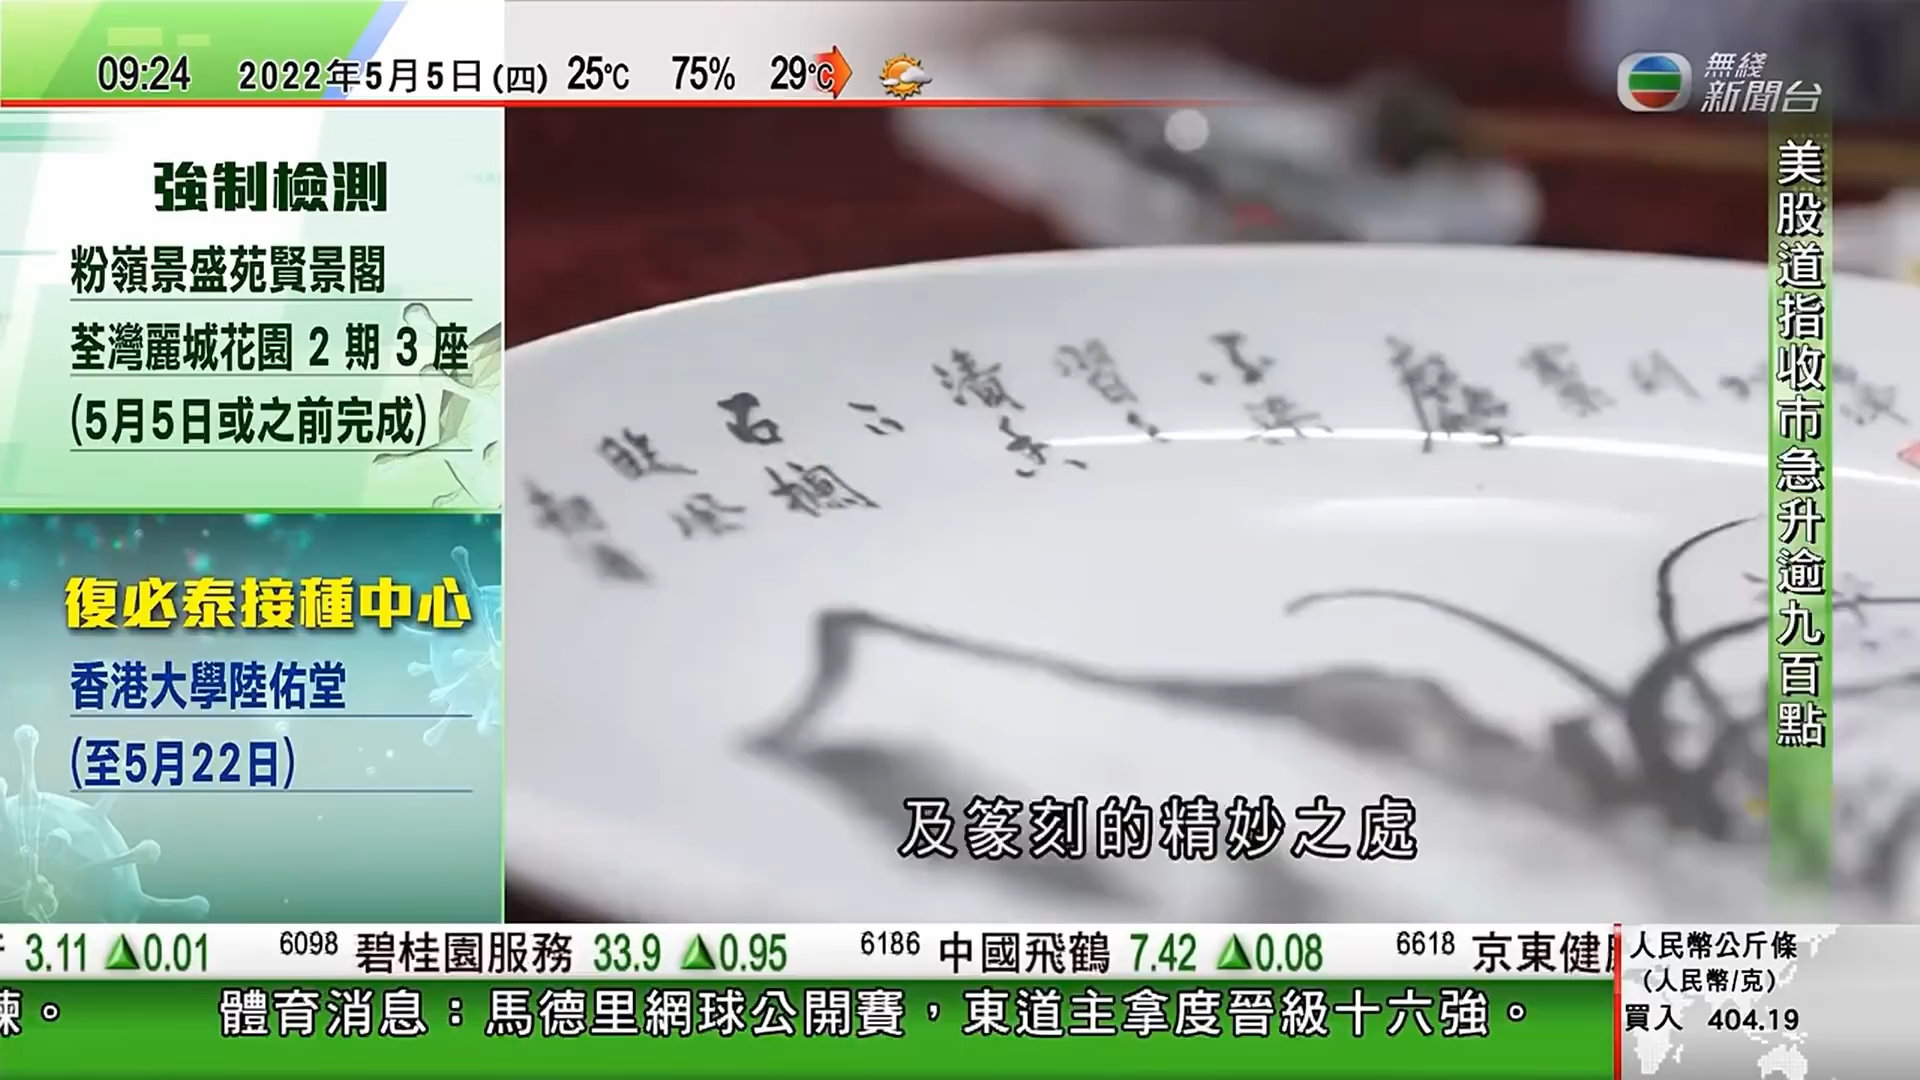 09:24 2022年5月5日(四) 25°C 75% 29°C
無綫
新聞台
強制檢測
粉嶺景盛苑賢景閣
荃灣麗城花園2期3座
(5月5日或之前完成)
復必泰接種中心
香港大學陸佑堂
(至5月22日)
美股道指收市急升逾九百點
及篆刻的精妙之處
3.11 ▲0.01 6098 碧桂園服務 33.9 ▲0.95 6186 中國飛鶴 7.42 ▲0.08 6618 京東健
。 體育消息：馬德里網球公開賽，東道主拿度晉級十六強。
人民幣公斤條
(人民幣/克)
買入 404.19